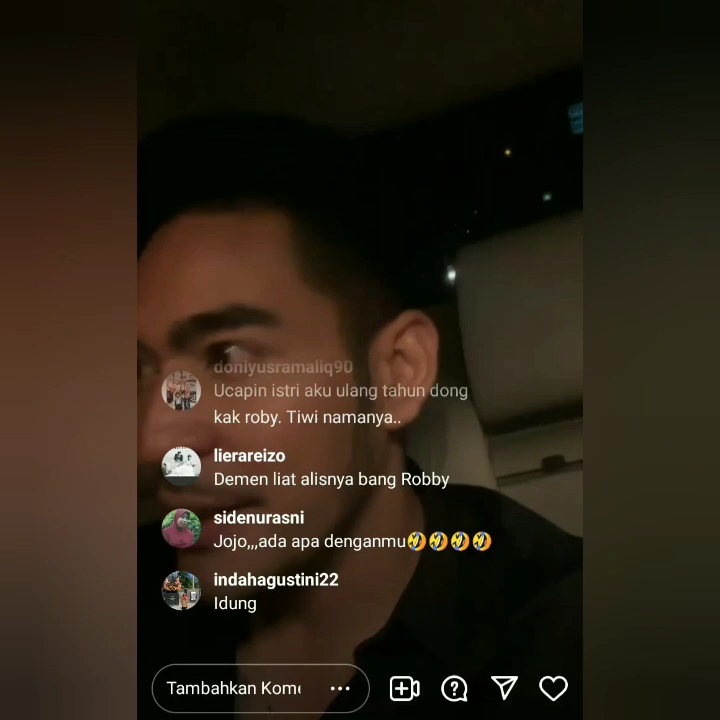 doniyusramaliq90
Ucapin istri aku ulang tahun dong
kak roby. Tiwi namanya..
lierareizo
Demen liat alisnya bang Robby
sidenurasni
Jojo,,,ada apa denganmu🤣🤣🤣🤣
indahagustini22
Idung
Tambahkan Kome